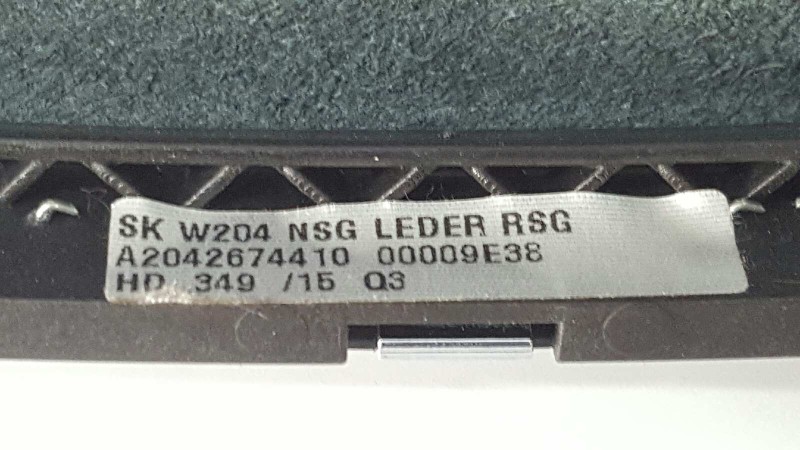 SK W204 NSG LEDER RSG
A2042674410 00009E38
HD 349 /15 Q3